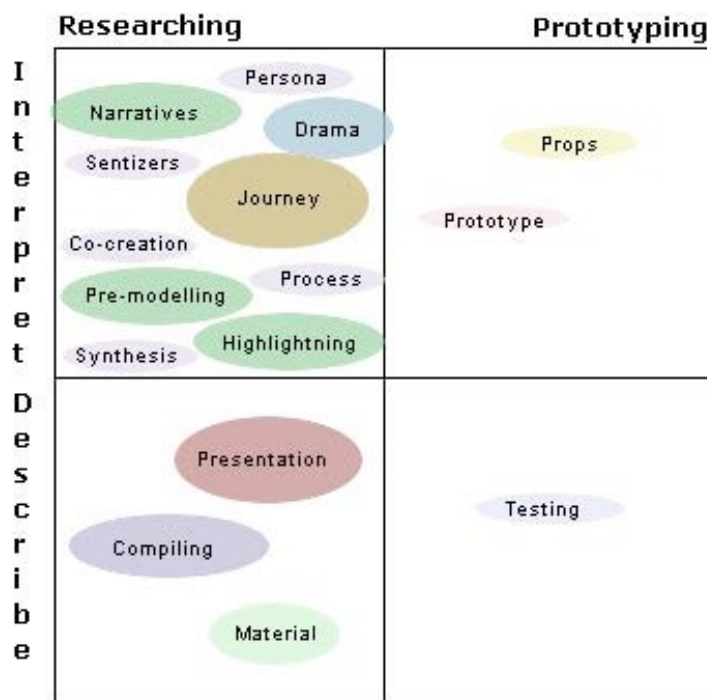 Researching
Prototyping
Interpret
Persona
Narratives
Drama
Props
Sentizers
Journey
Prototype
Co-creation
Process
Pre-modelling
Highlightning
Synthesis
Describe
Presentation
Testing
Compiling
Material